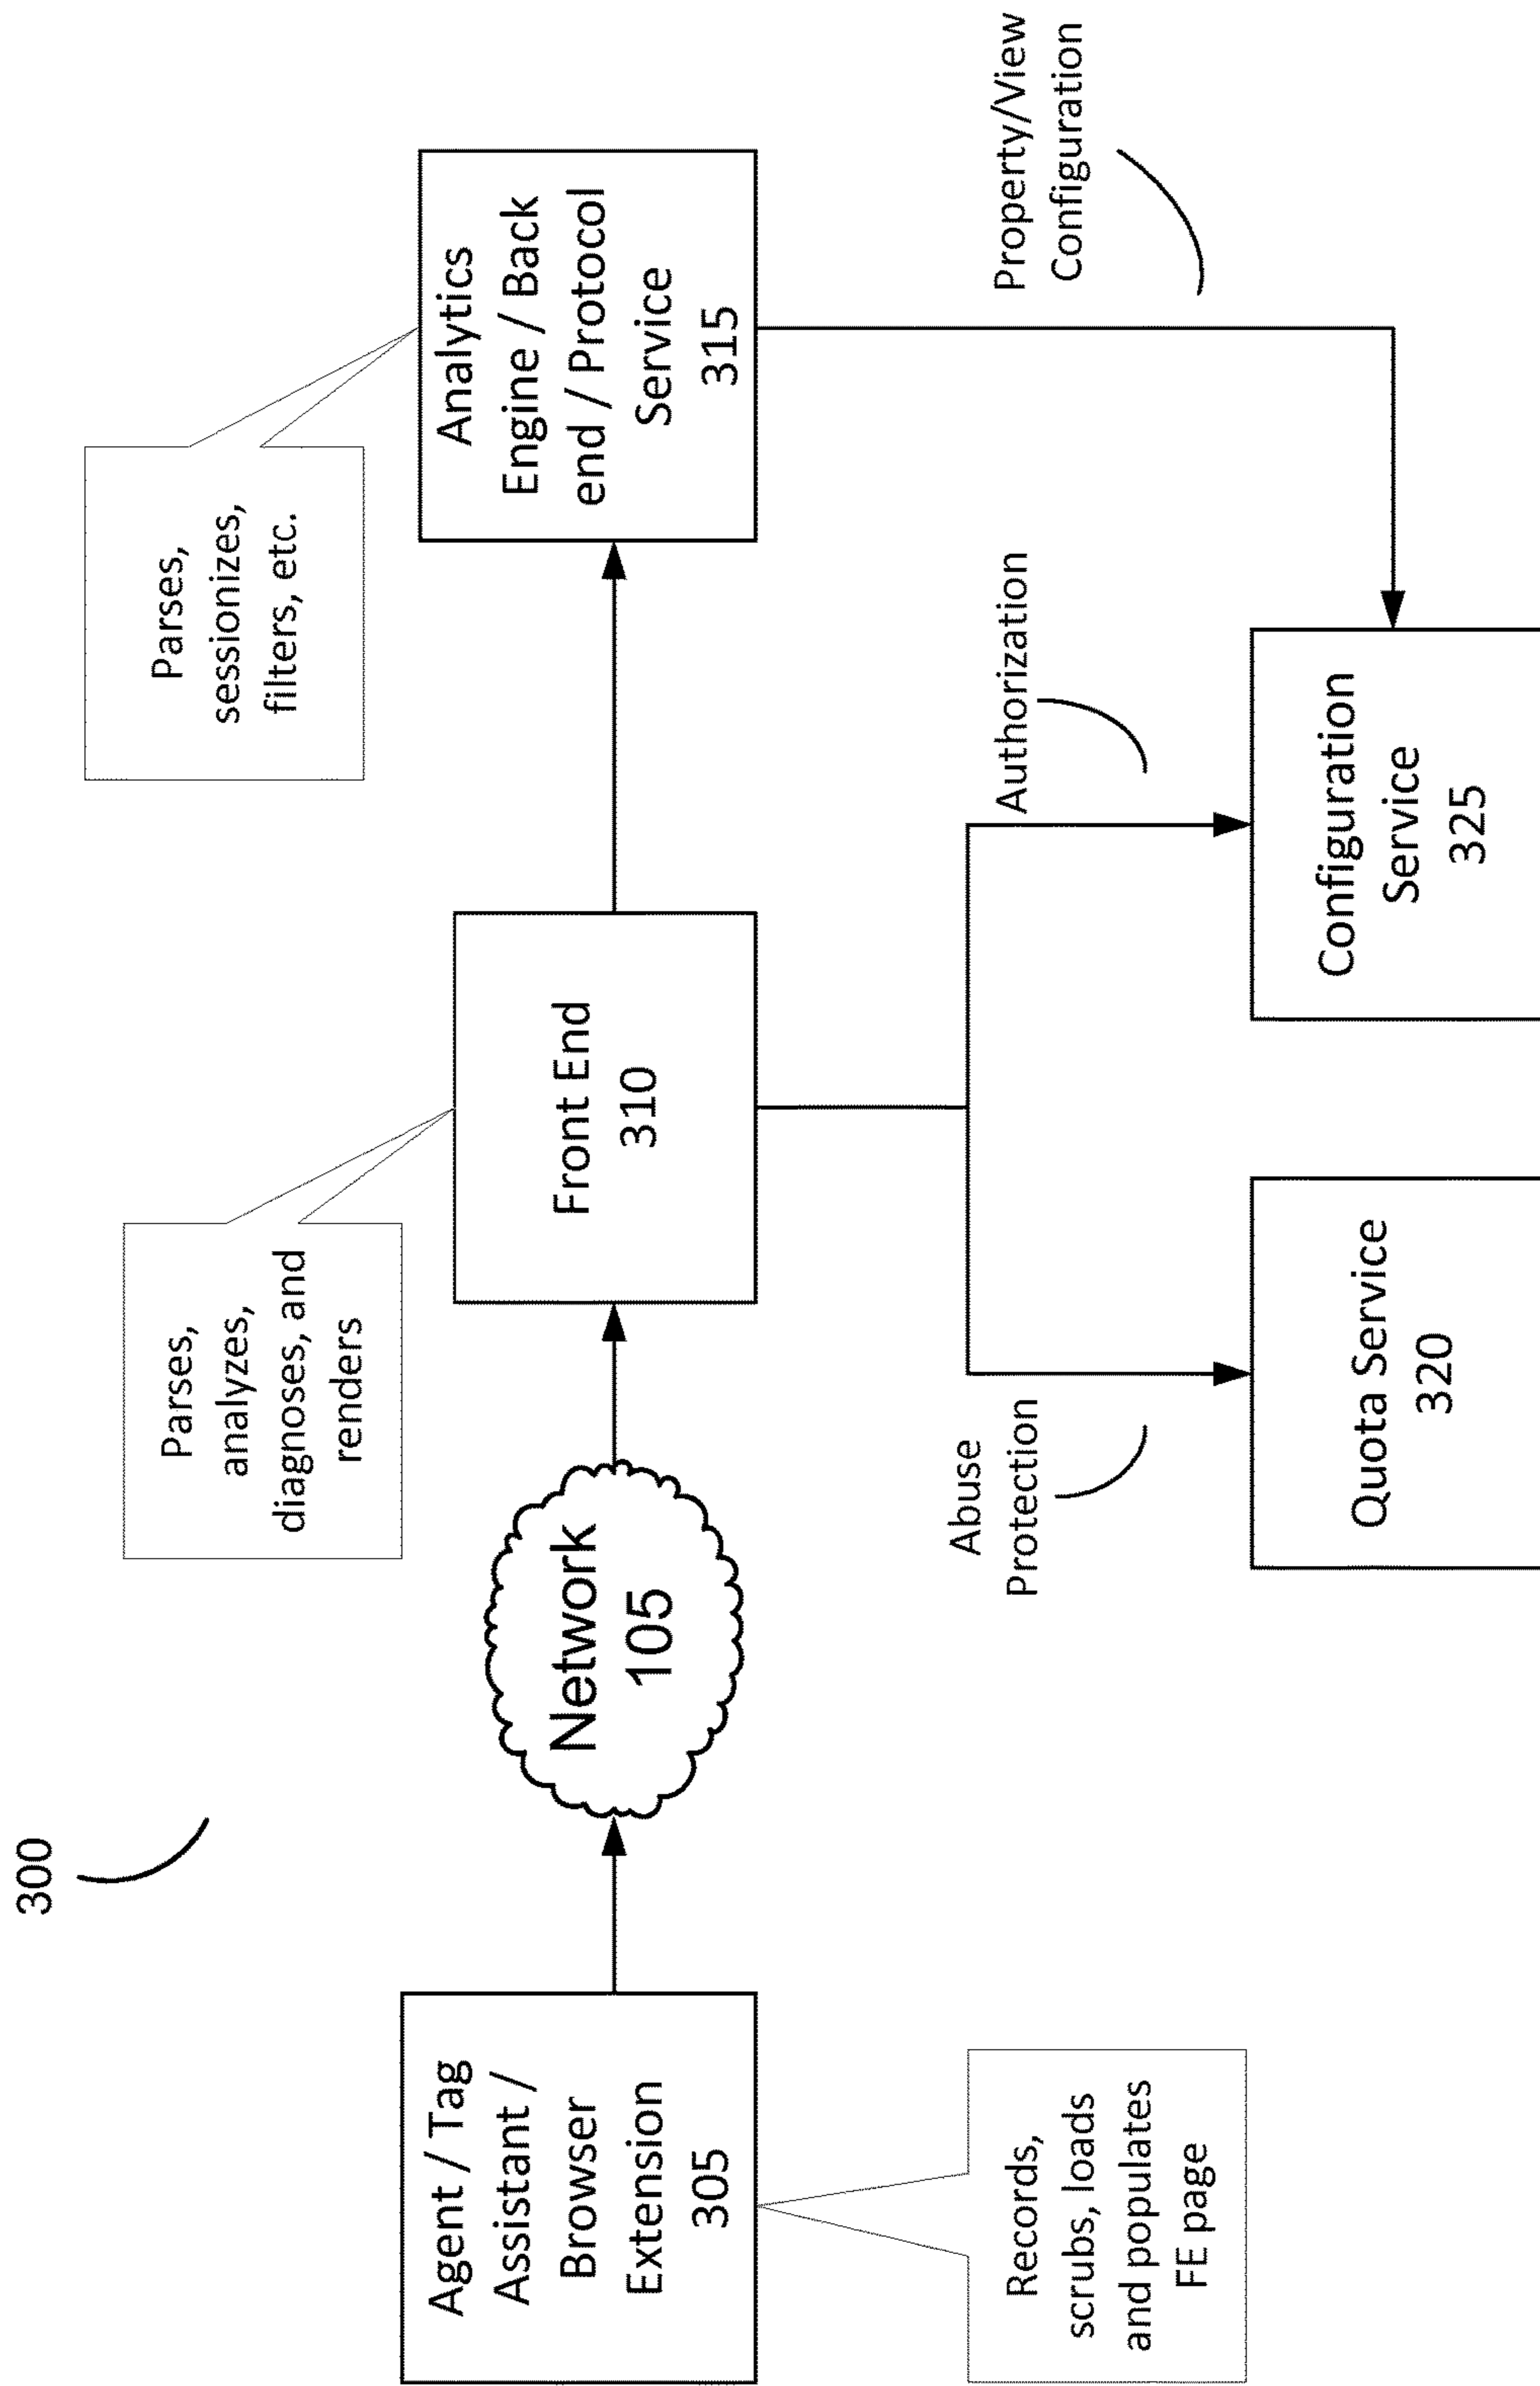 300
Parses,
analyzes,
diagnoses, and
renders
Parses,
sessionizes,
filters, etc.
Agent / Tag
Assistant /
Browser
Extension
305
Network
105
Front End
310
Analytics
Engine / Back
end / Protocol
Service
315
Records,
scrubs, loads
and populates
FE page
Abuse
Protection
Authorization
Property/View
Configuration
Quota Service
320
Configuration
Service
325